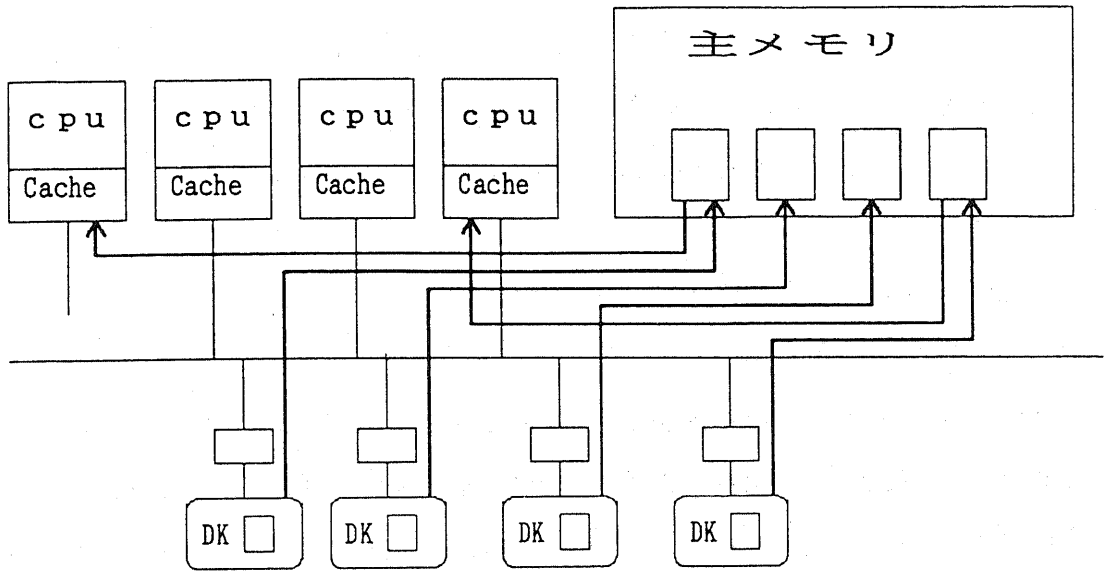 主メモリ
cpu cpu cpu cpu
Cache Cache Cache Cache
DK DK DK DK